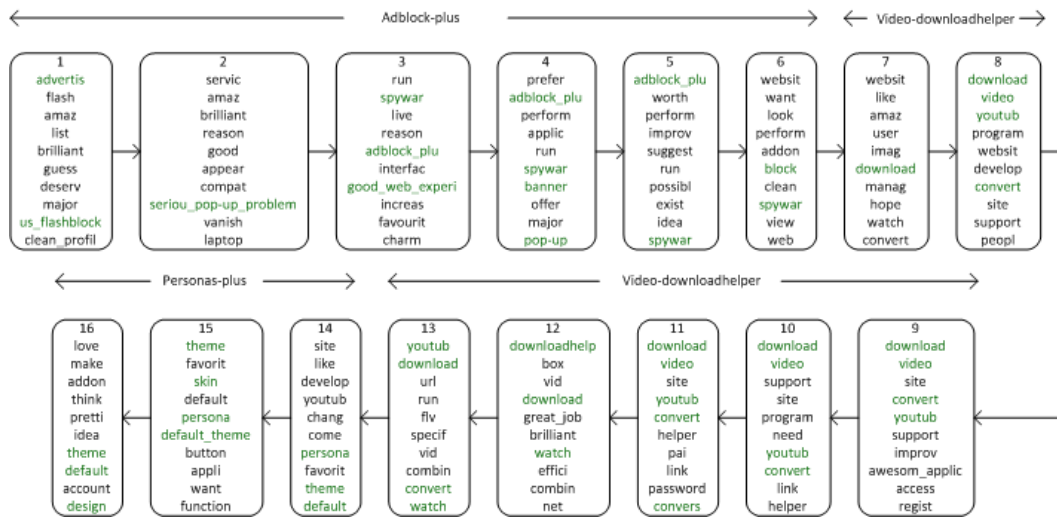 Adblock-plus
Video-downloadhelper
1
advertis
flash
amaz
list
brilliant
guess
deserv
major
us_flashblock
clean_profil
2
servic
amaz
brilliant
reason
good
appear
compat
seriou_pop-up_problem
vanish
laptop
3
run
spywar
live
reason
adblock_plu
interfac
good_web_experi
increas
favourit
charm
4
prefer
adblock_plu
perform
applic
run
spywar
banner
offer
major
pop-up
5
adblock_plu
worth
perform
improv
suggest
run
possibl
exist
idea
spywar
6
websit
want
look
perform
addon
block
clean
spywar
view
web
7
websit
like
amaz
user
imag
download
manag
hope
watch
convert
8
download
video
youtub
program
websit
develop
convert
site
support
peopl
Personas-plus
Video-downloadhelper
16
love
make
addon
think
pretti
idea
theme
default
account
design
15
theme
favorit
skin
default
persona
default_theme
button
appli
want
function
14
site
like
develop
youtub
chang
come
persona
favorit
theme
default
13
youtub
download
url
run
flv
specif
vid
combin
convert
watch
12
downloadhelp
box
vid
download
great_job
brilliant
watch
effici
combin
net
11
download
video
site
youtub
convert
helper
pai
link
password
convers
10
download
video
support
site
program
need
youtub
convert
link
helper
9
download
video
site
convert
youtub
support
improv
awesom_applic
access
regist